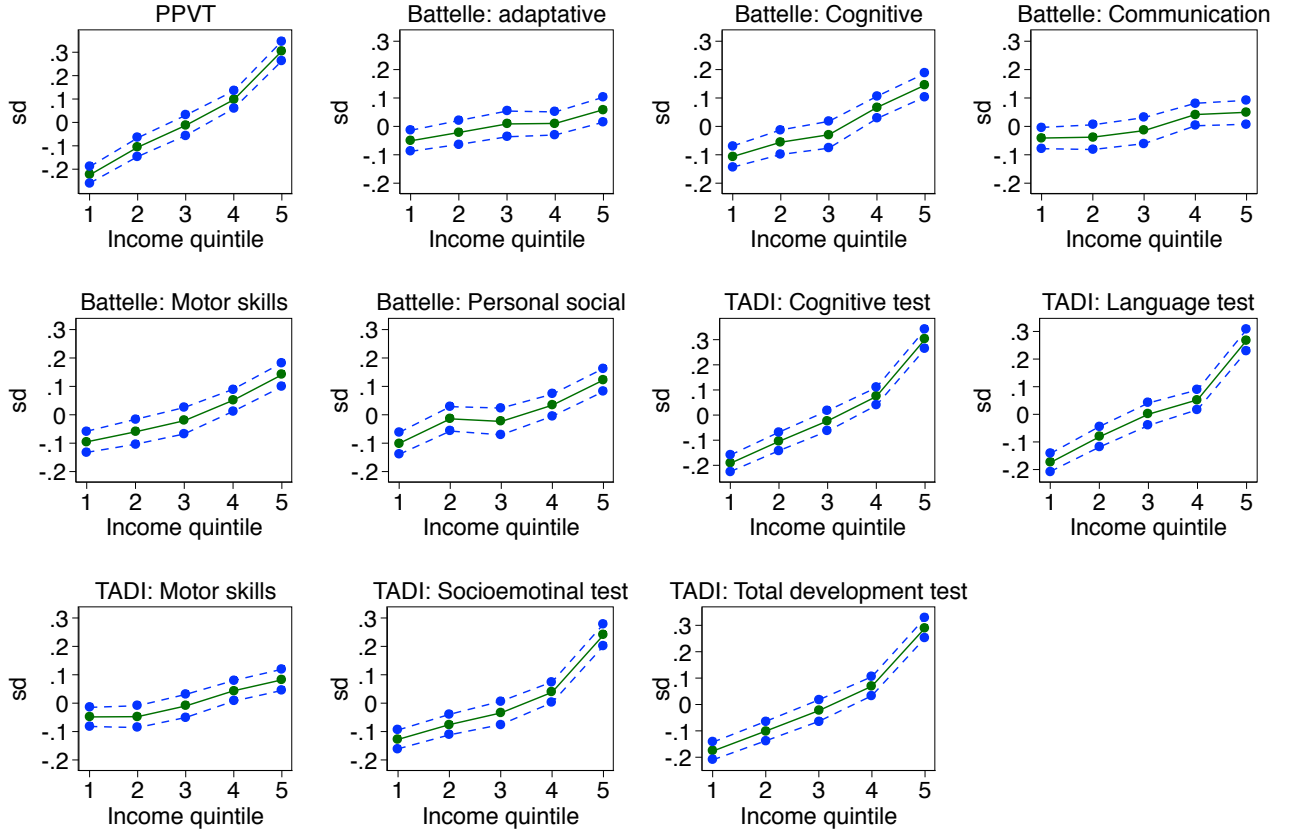 PPVT
sd
.3
.2
.1
0
-.1
-.2
1 2 3 4 5
Income quintile
Battelle: adaptative
sd
.3
.2
.1
0
-.1
-.2
1 2 3 4 5
Income quintile
Battelle: Cognitive
sd
.3
.2
.1
0
-.1
-.2
1 2 3 4 5
Income quintile
Battelle: Communication
sd
.3
.2
.1
0
-.1
-.2
1 2 3 4 5
Income quintile
Battelle: Motor skills
sd
.3
.2
.1
0
-.1
-.2
1 2 3 4 5
Income quintile
Battelle: Personal social
sd
.3
.2
.1
0
-.1
-.2
1 2 3 4 5
Income quintile
TADI: Cognitive test
sd
.3
.2
.1
0
-.1
-.2
1 2 3 4 5
Income quintile
TADI: Language test
sd
.3
.2
.1
0
-.1
-.2
1 2 3 4 5
Income quintile
TADI: Motor skills
sd
.3
.2
.1
0
-.1
-.2
1 2 3 4 5
Income quintile
TADI: Socioemotinal test
sd
.3
.2
.1
0
-.1
-.2
1 2 3 4 5
Income quintile
TADI: Total development test
sd
.3
.2
.1
0
-.1
-.2
1 2 3 4 5
Income quintile